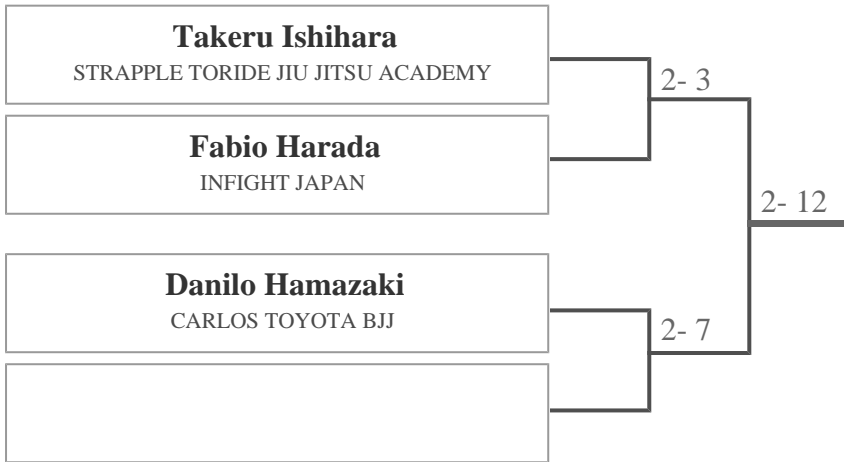 Takeru Ishihara
STRAPPLE TORIDE JIU JITSU ACADEMY
2- 3
Fabio Harada
INFIGHT JAPAN
2- 12
Danilo Hamazaki
CARLOS TOYOTA BJJ
2- 7